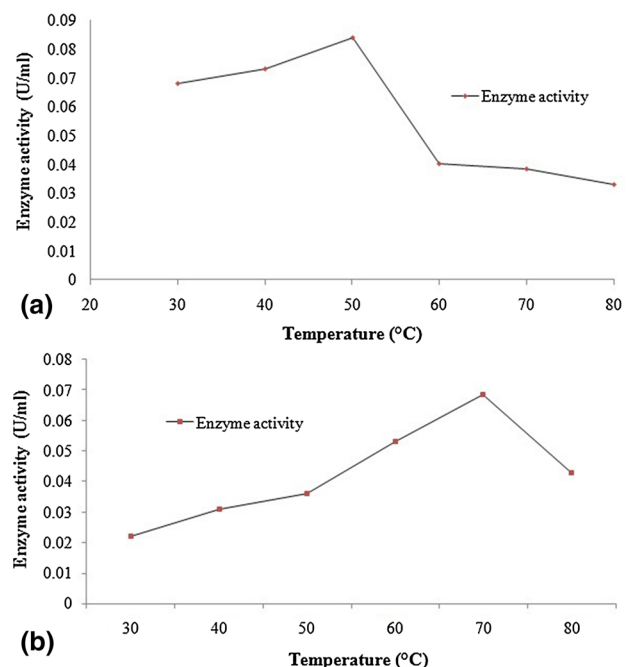 0.09
0.08
0.07
0.06
0.05
0.04
0.03
0.02
0.01
0
Enzyme activity (U/ml)
Enzyme activity
20 30 40 50 60 70 80
Temperature (°C)
(a)
0.08
0.07
0.06
0.05
0.04
0.03
0.02
0.01
0
Enzyme activity (U/ml)
Enzyme activity
30 40 50 60 70 80
Temperature (°C)
(b)